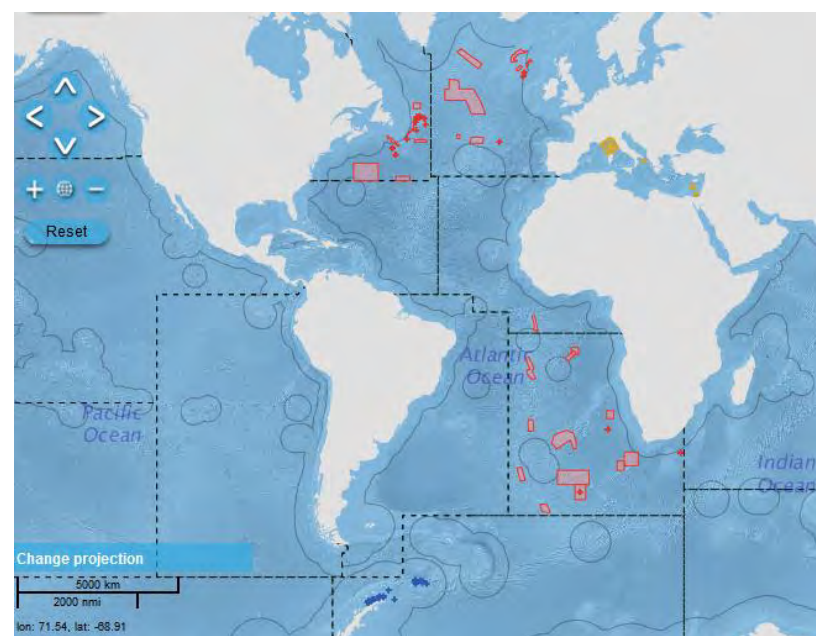 Reset
Atlantic
Ocean
Pacific
Ocean
Indian
Ocean
Change projection
5000 km
2000 nmi
lon: 71.54, lat: -68.91